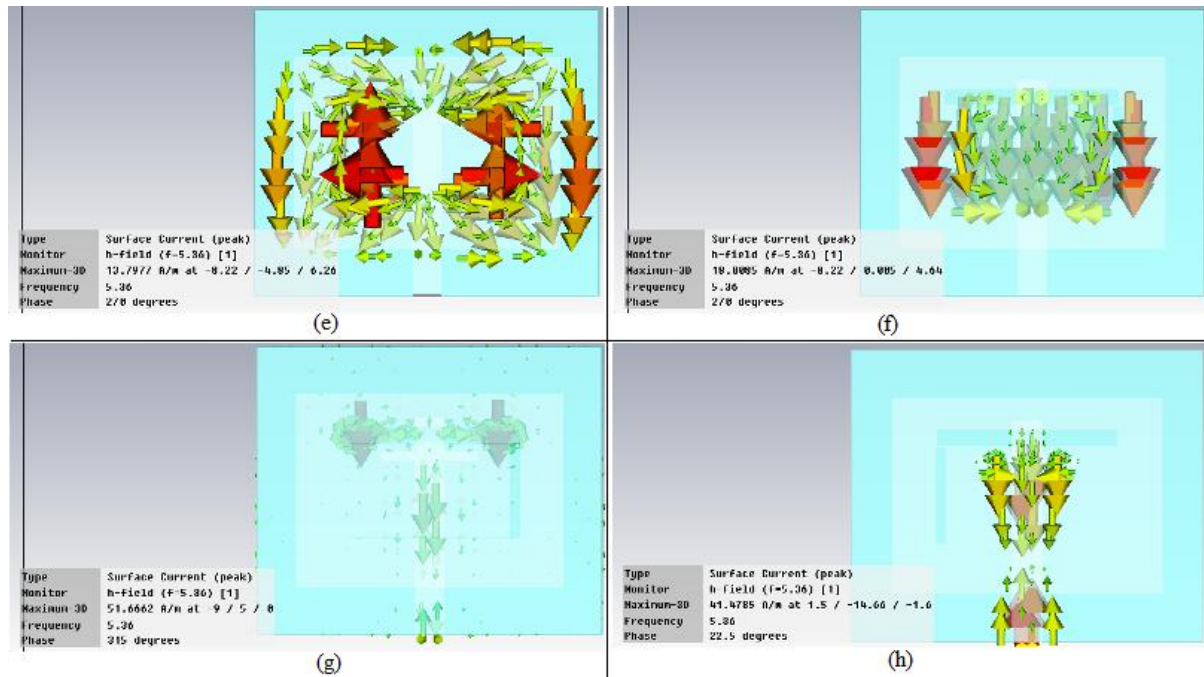 Type Surface Current (peak)
Monitor h-field (f=5.36) [1]
Maximum-3D 13.7977 A/m at -8.22 / -4.85 / 6.26
Frequency 5.36
Phase 270 degrees
(e)
Type Surface Current (peak)
Monitor h-field (f=5.36) [1]
Maximum-3D 18.8085 A/m at -8.22 / 0.085 / 4.64
Frequency 5.36
Phase 270 degrees
(f)
Type Surface Current (peak)
Monitor h-field (f=5.36) [1]
Maximum-3D 51.6662 A/m at -9 / 5 / 0
Frequency 5.36
Phase 315 degrees
(g)
Type Surface Current (peak)
Monitor h-field (f=5.36) [1]
Maximum-3D 41.4785 A/m at 1.5 / -14.66 / -1.6
Frequency 5.36
Phase 22.5 degrees
(h)